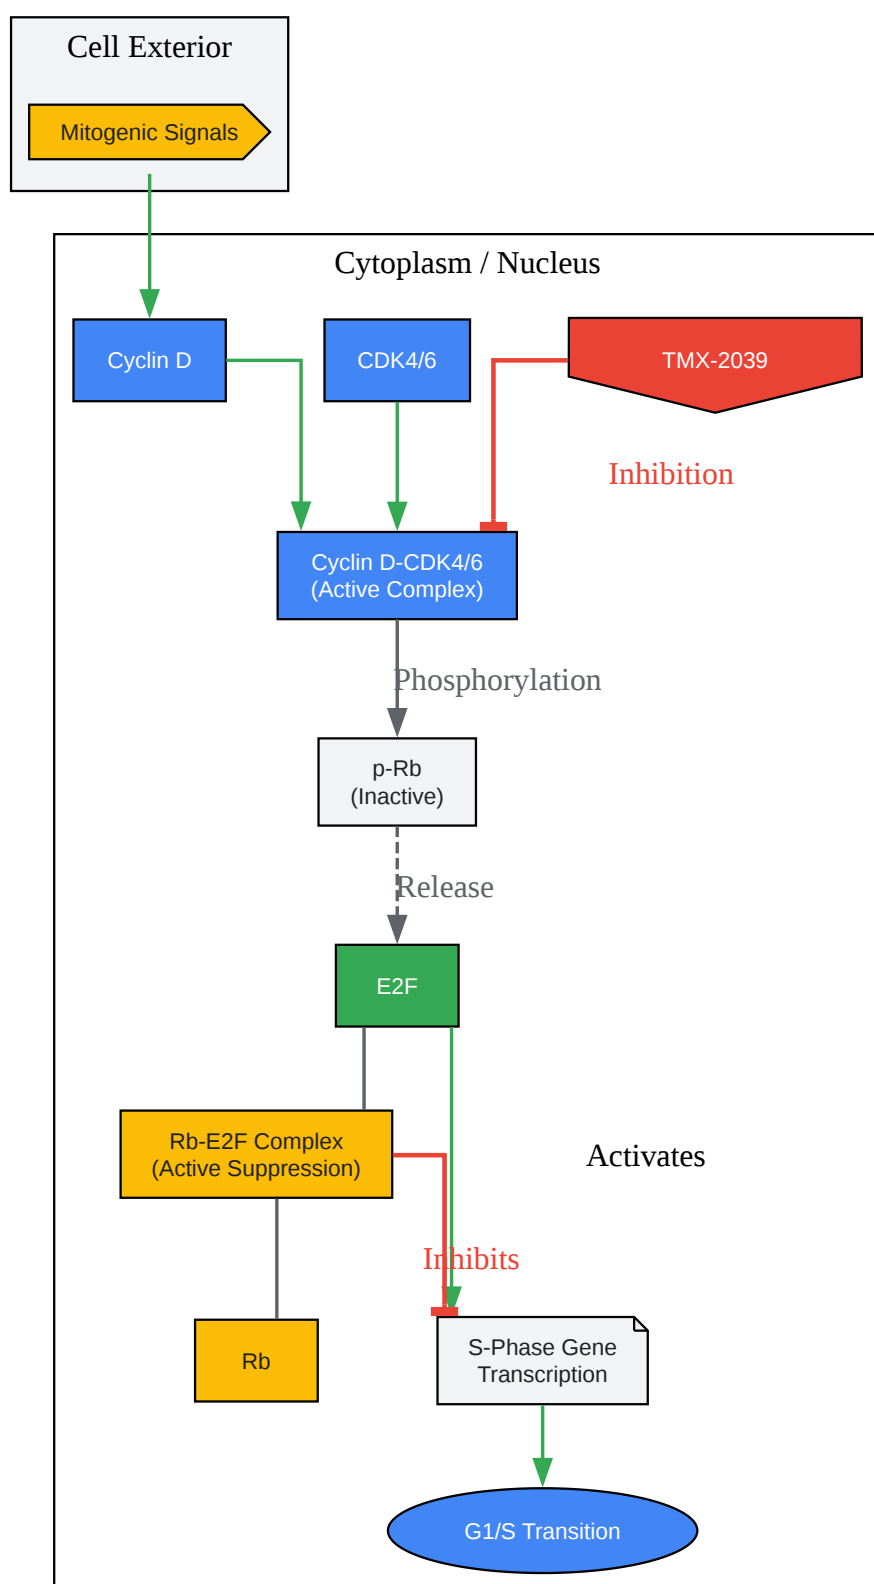 Cell Exterior
Mitogenic Signals
Cytoplasm / Nucleus
Cyclin D
CDK4/6
TMX-2039
Inhibition
Cyclin D-CDK4/6
(Active Complex)
Phosphorylation
p-Rb
(Inactive)
Release
E2F
Rb-E2F Complex
(Active Suppression)
Activates
Inhibits
Rb
S-Phase Gene
Transcription
G1/S Transition